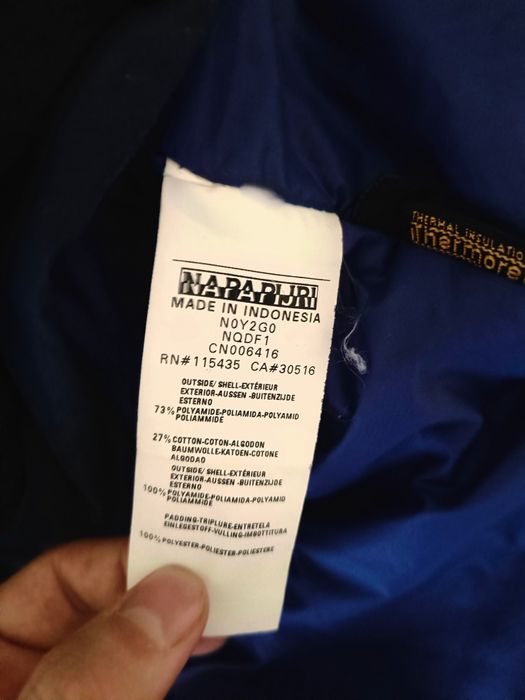 NAPAPIJRI
MADE IN INDONESIA
N0Y2G0
NQDF1
CN006416
RN#115435 CA#30516
OUTSIDE/ SHELL-EXTÉRIEUR
EXTERIOR-AUSSEN -BUITENZIJDE
ESTERNO
73% POLYAMIDE-POLIAMIDA-POLYAMID
POLIAMMIDE
27% COTTON-COTON-ALGODON
BAUMWOLLE-KATOEN-COTONE
ALGODAO
OUTSIDE/ SHELL-EXTÉRIEUR
EXTERIOR-AUSSEN -BUITENZIJDE
ESTERNO
100% POLYAMIDE-POLIAMIDA-POLYAMID
POLIAMMIDE
PADDING-TRIPLURE-ENTRETELA
EINLEGESTOFF-VULLING-IMBOTTITURA
100% POLYESTER-POLIESTER-POLIESTERE
THERMAL INSULATIO
Thermore